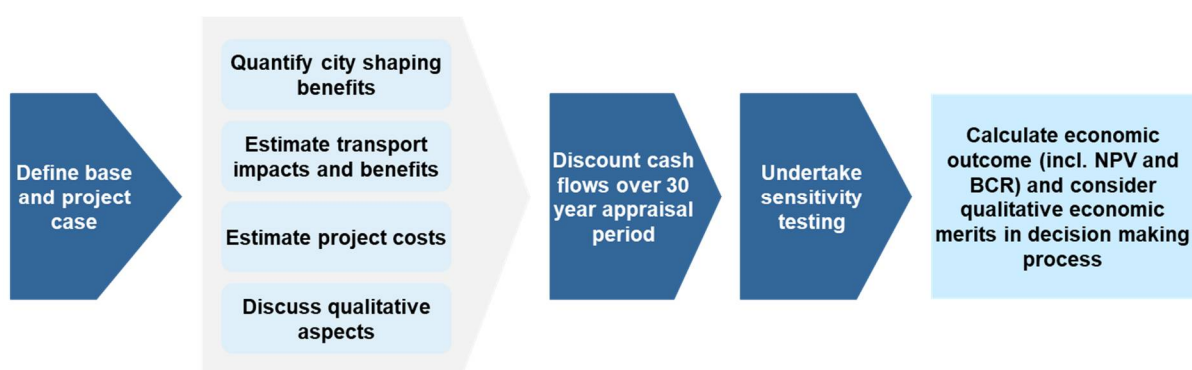 Define base
and project
case
Quantify city shaping
benefits
Estimate transport
impacts and benefits
Estimate project costs
Discuss qualitative
aspects
Discount cash
flows over 30
year appraisal
period
Undertake
sensitivity
testing
Calculate economic
outcome (incl. NPV and
BCR) and consider
qualitative economic
merits in decision making
process